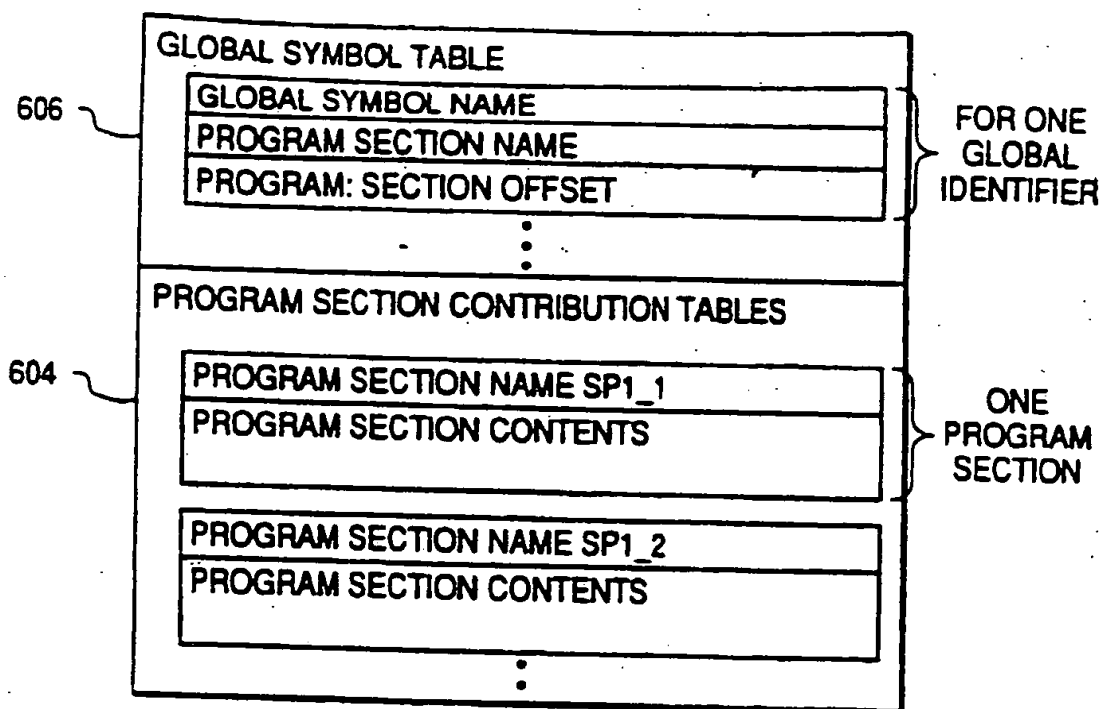 GLOBAL SYMBOL TABLE
606
GLOBAL SYMBOL NAME
PROGRAM SECTION NAME
PROGRAM: SECTION OFFSET
FOR ONE
GLOBAL
IDENTIFIER
PROGRAM SECTION CONTRIBUTION TABLES
604
PROGRAM SECTION NAME SP1_1
PROGRAM SECTION CONTENTS
ONE
PROGRAM
SECTION
PROGRAM SECTION NAME SP1_2
PROGRAM SECTION CONTENTS